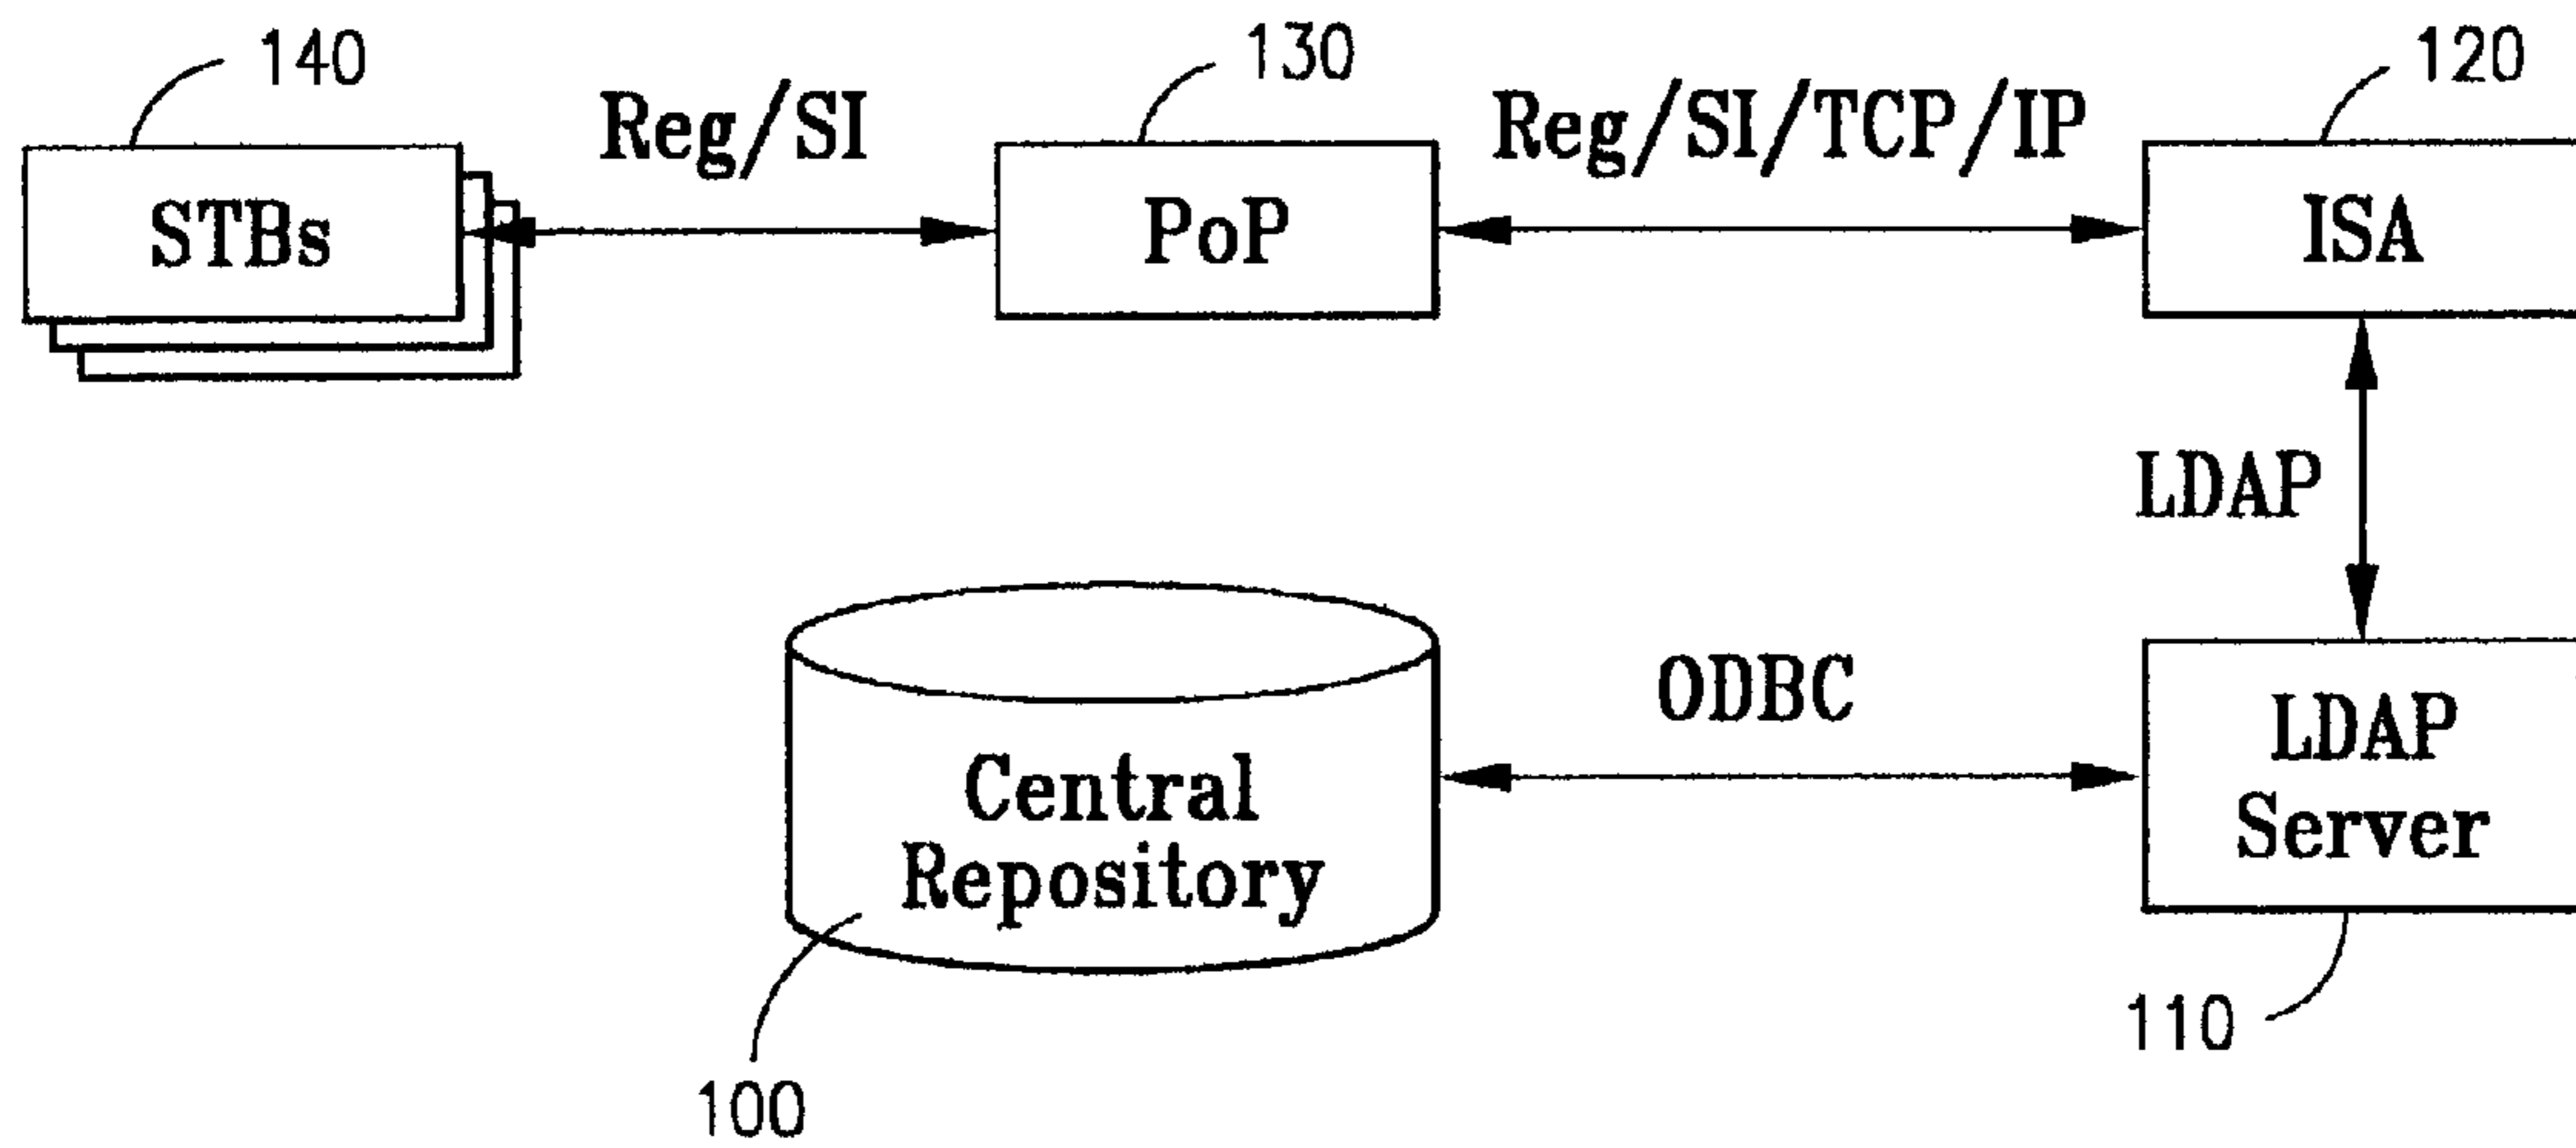 140
130
120
Reg/SI
Reg/SI/TCP/IP
STBs
PoP
ISA
LDAP
ODBC
LDAP
Server
Central
Repository
110
100